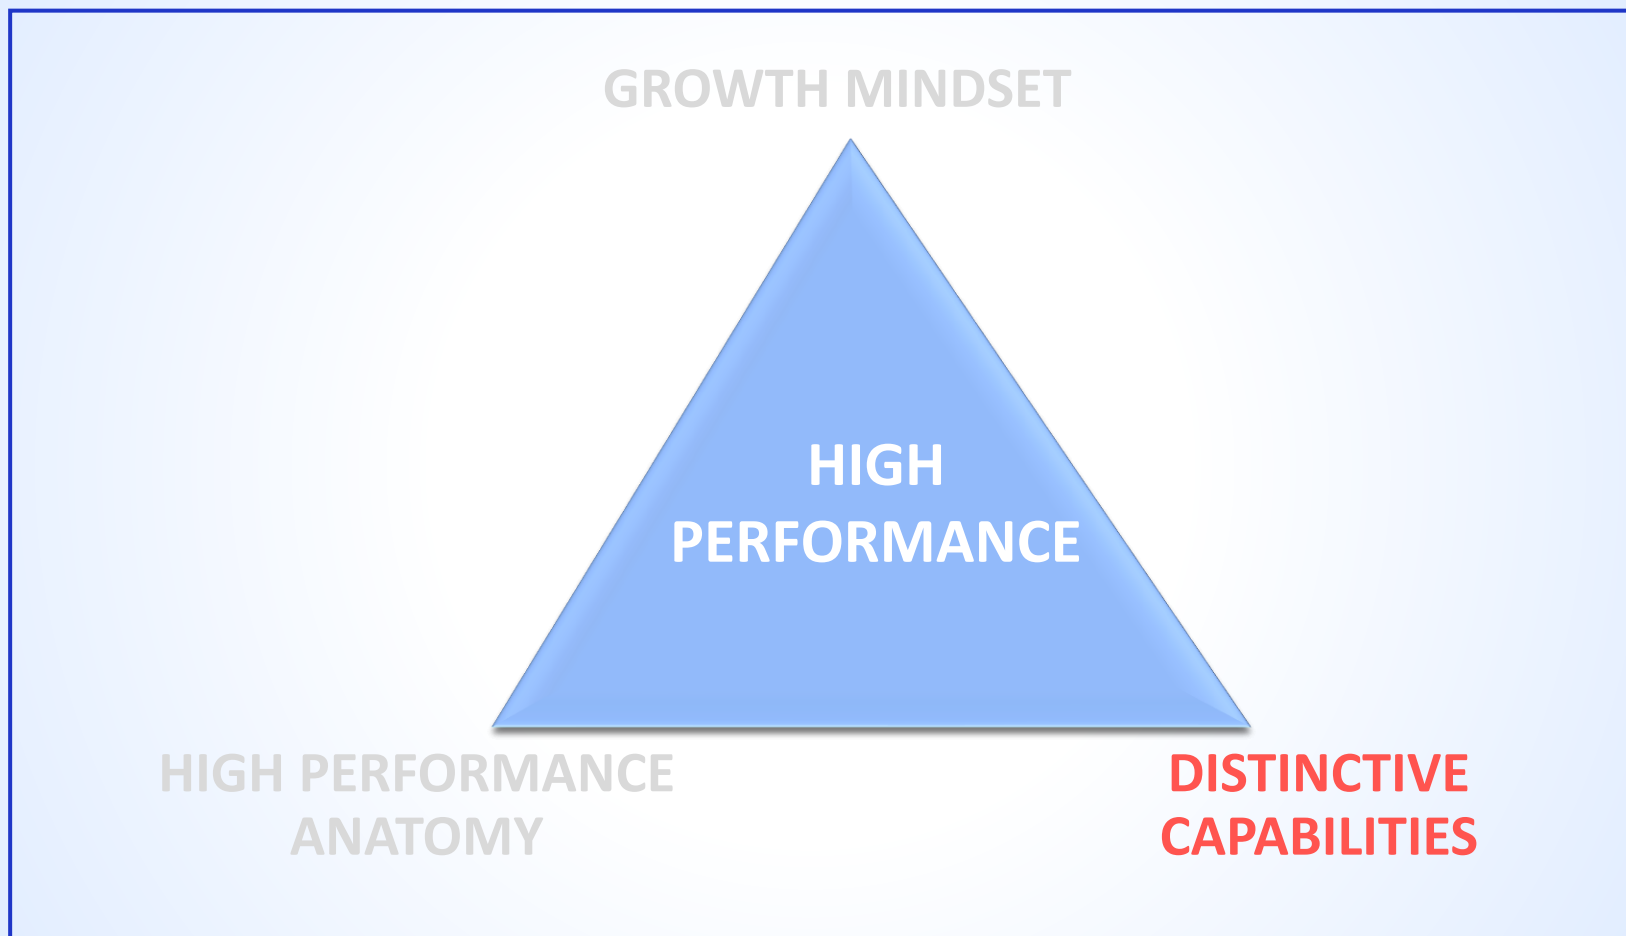 GROWTH MINDSET
HIGH
PERFORMANCE
HIGH PERFORMANCE
ANATOMY
DISTINCTIVE
CAPABILITIES